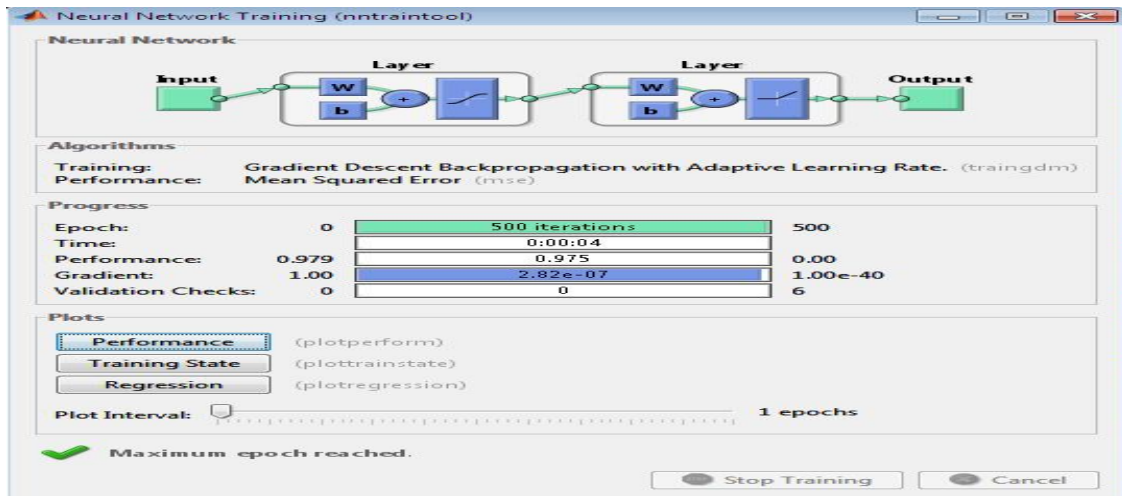 Neural Network Training (nntraintool)
Neural Network
Layer Layer
Input Output
W W
b + b +
Algorithms
Training: Gradient Descent Backpropagation with Adaptive Learning Rate. (traingdm)
Performance: Mean Squared Error (mse)
Progress
Epoch: 0 500 iterations 500
Time: 0:00:04
Performance: 0.979 0.975 0.00
Gradient: 1.00 2.82e-07 1.00e-40
Validation Checks: 0 0 6
Plots
Performance (plotperform)
Training State (plottrainstate)
Regression (plotregression)
Plot Interval: 1 epochs
Maximum epoch reached.
Stop Training Cancel